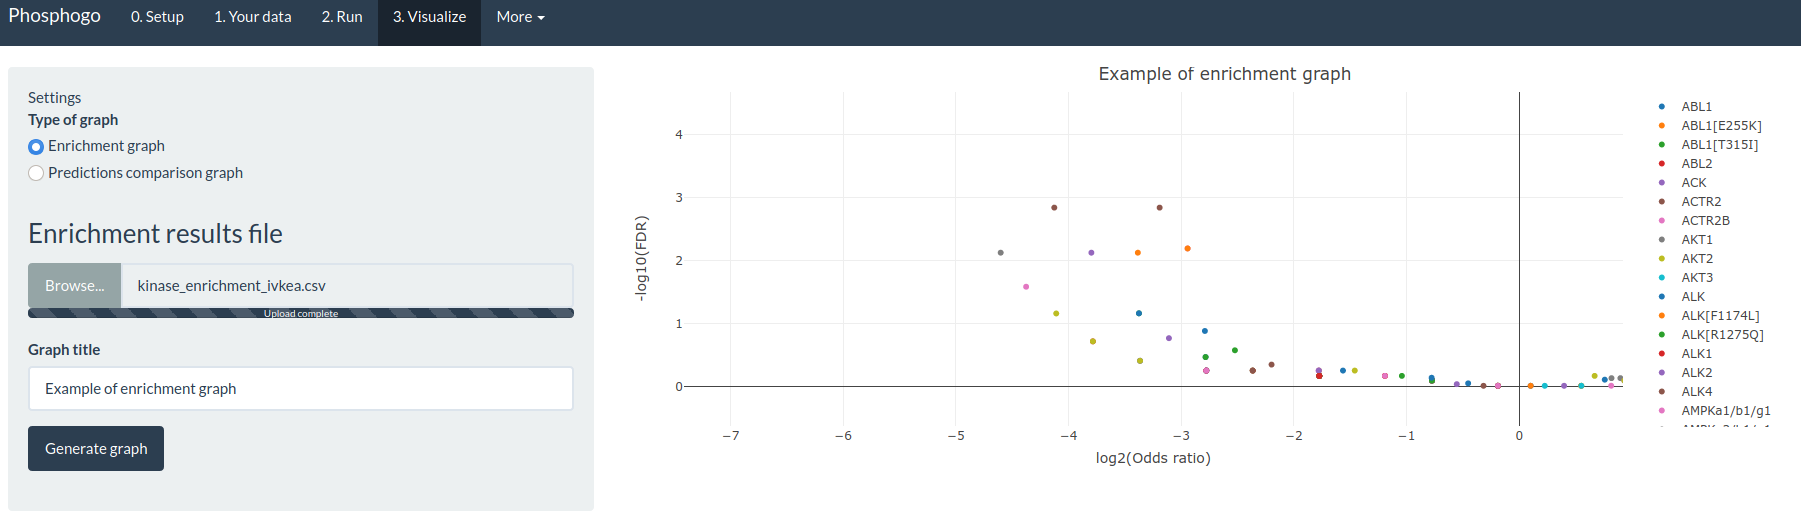 Phosphogo 0. Setup 1. Your data 2. Run 3. Visualize More
Settings
Type of graph
Enrichment graph
Predictions comparison graph
Enrichment results file
Browse... kinase_enrichment_ivkea.csv
Upload complete
Graph title
Example of enrichment graph
Generate graph
Example of enrichment graph
-log10(FDR)
4
3
2
1
0
−7 −6 −5 −4 −3 −2 −1 0
log2(Odds ratio)
ABL1
ABL1[E255K]
ABL1[T315I]
ABL2
ACK
ACTR2
ACTR2B
AKT1
AKT2
AKT3
ALK
ALK[F1174L]
ALK[R1275Q]
ALK1
ALK2
ALK4
AMPKa1/b1/g1